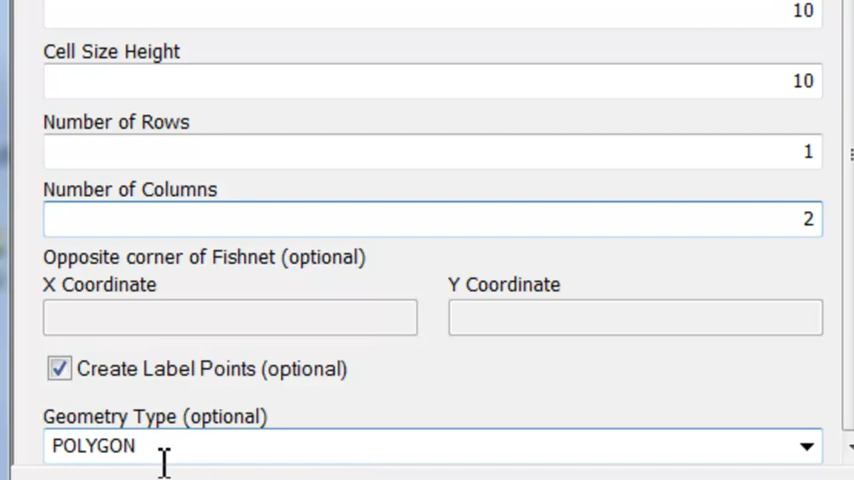 10
Cell Size Height
10
Number of Rows
1
Number of Columns
2
Opposite corner of Fishnet (optional)
X Coordinate Y Coordinate
Create Label Points (optional)
Geometry Type (optional)
POLYGON